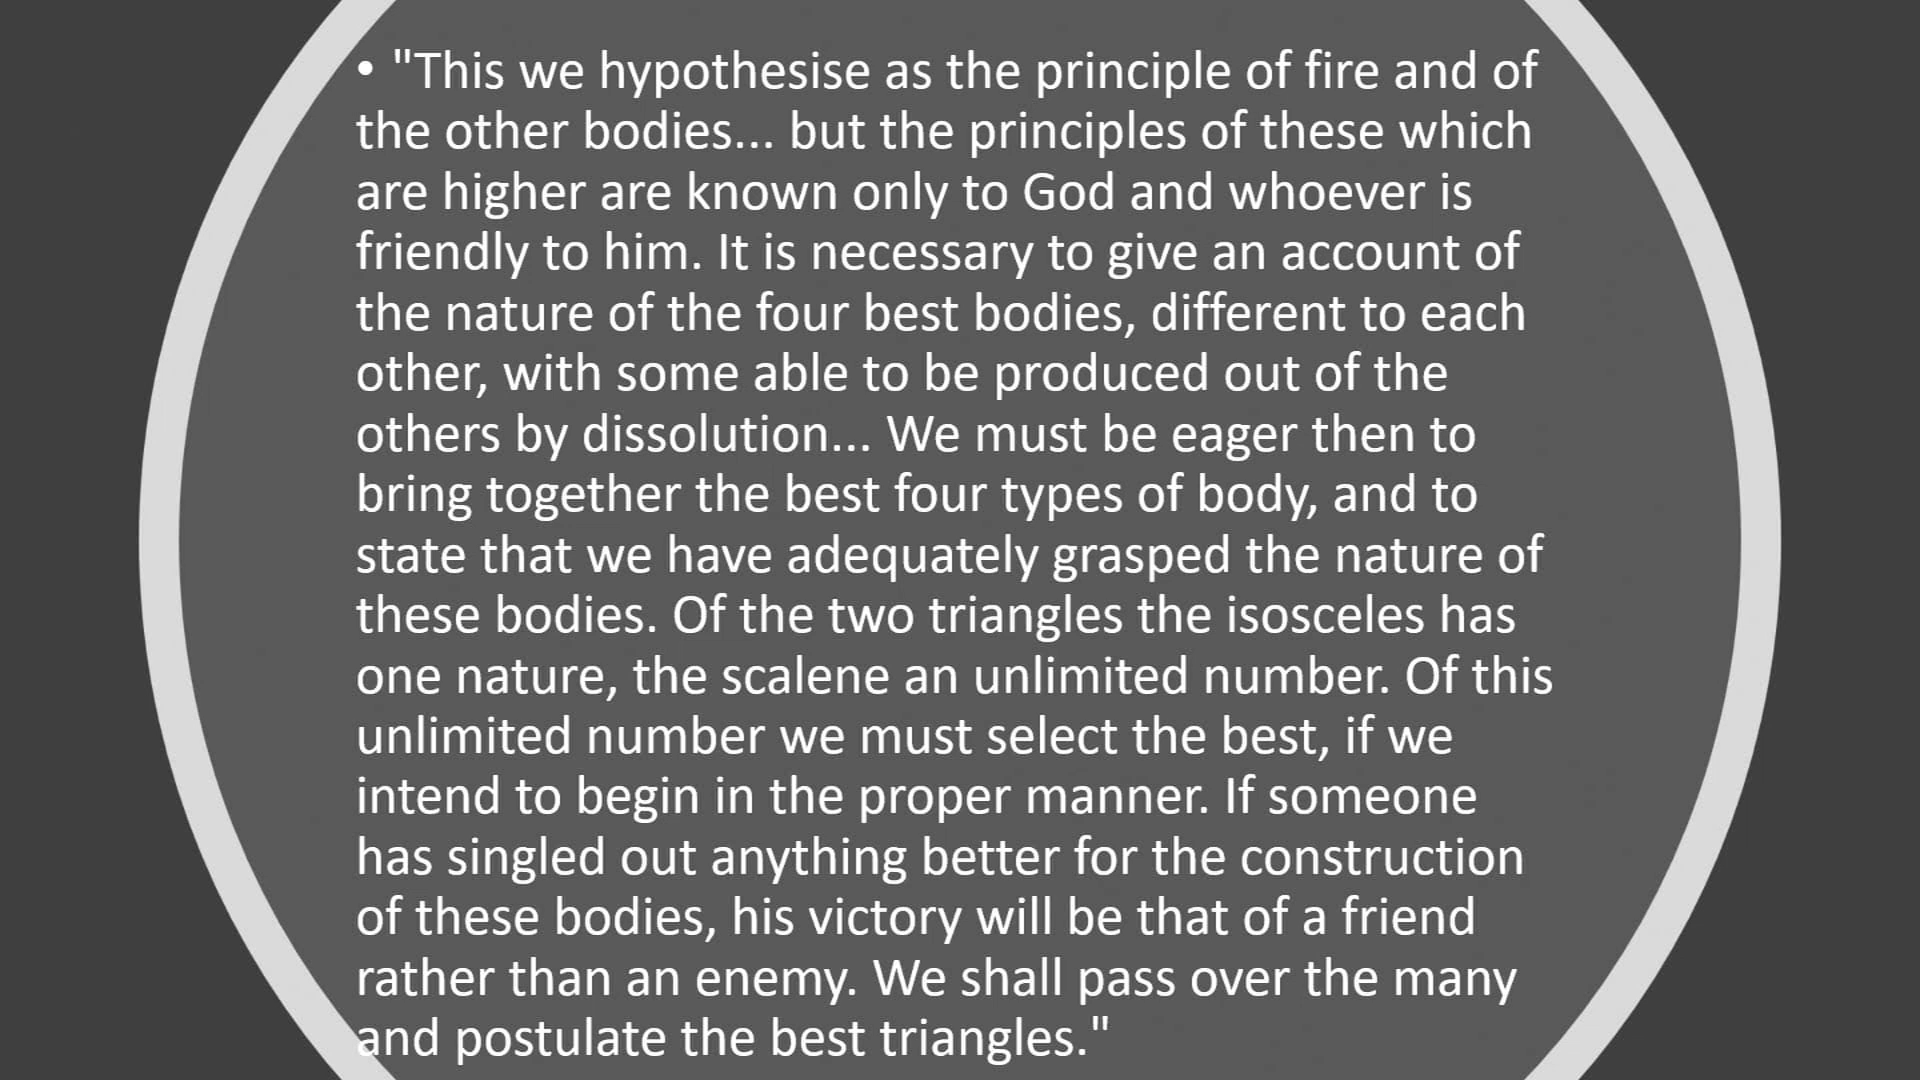 • "This we hypothesise as the principle of fire and of
the other bodies... but the principles of these which
are higher are known only to God and whoever is
friendly to him. It is necessary to give an account of
the nature of the four best bodies, different to each
other, with some able to be produced out of the
others by dissolution... We must be eager then to
bring together the best four types of body, and to
state that we have adequately grasped the nature of
these bodies. Of the two triangles the isosceles has
one nature, the scalene an unlimited number. Of this
unlimited number we must select the best, if we
intend to begin in the proper manner. If someone
has singled out anything better for the construction
of these bodies, his victory will be that of a friend
rather than an enemy. We shall pass over the many
and postulate the best triangles."